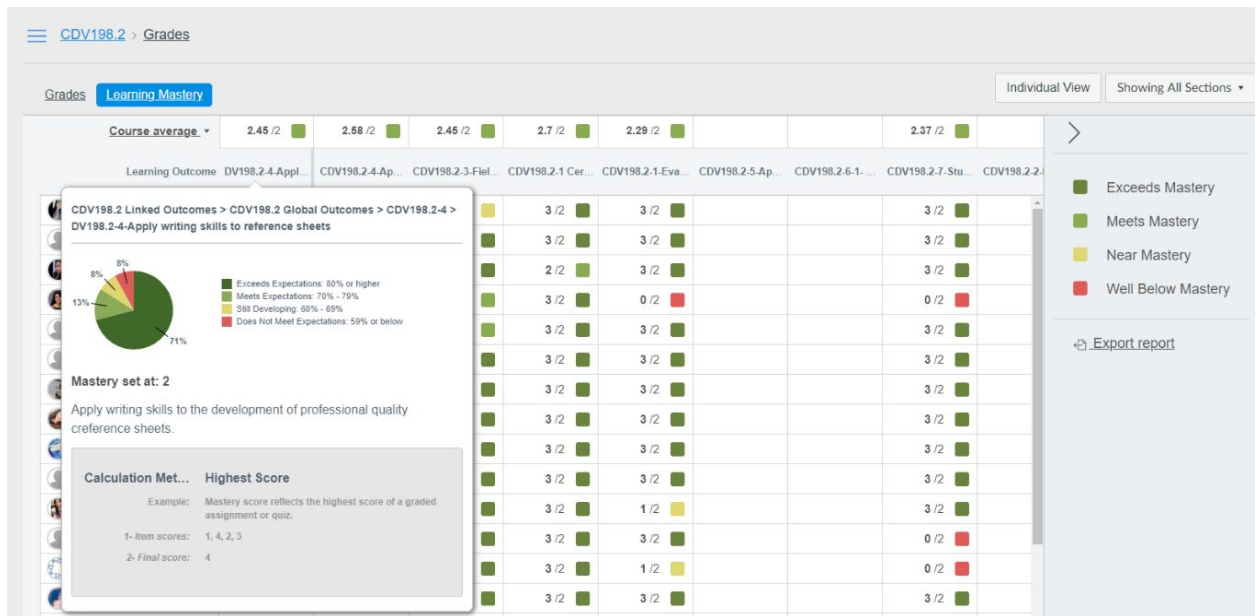 CDV198.2 › Grades
Grades Learning Mastery Individual View Showing All Sections
Course average 2.45 /2 2.58 /2 2.45 /2 2.7 /2 2.29 /2 2.37 /2
Learning Outcome DV198.2-4-Appl... CDV198.2-4-Ap... CDV198.2-3-Fiel... CDV198.2-1 Cer... CDV198.2-1-Eva... CDV198.2-5-Ap... CDV198.2-6-1- ... CDV198.2-7-Stu... CDV198.2-2-
CDV198.2 Linked Outcomes > CDV198.2 Global Outcomes > CDV198.2-4 >
DV198.2-4-Apply writing skills to reference sheets
8%
8%
13%
71%
Exceeds Expectations: 80% or higher
Meets Expectations: 70% - 79%
Still Developing: 60% - 69%
Does Not Meet Expectations: 59% or below
Mastery set at: 2
Apply writing skills to the development of professional quality
creference sheets.
Calculation Met... Highest Score
Example: Mastery score reflects the highest score of a graded
assignment or quiz.
1- Item scores: 1, 4, 2, 3
2- Final score: 4
3 /2 3 /2 3 /2
3 /2 3 /2 3 /2
2 /2 3 /2 3 /2
3 /2 0 /2 0 /2
3 /2 3 /2 3 /2
3 /2 3 /2 3 /2
3 /2 3 /2 3 /2
3 /2 3 /2 3 /2
3 /2 3 /2 3 /2
3 /2 3 /2 3 /2
3 /2 1 /2 3 /2
3 /2 3 /2 0 /2
3 /2 1 /2 0 /2
3 /2 3 /2 3 /2
Exceeds Mastery
Meets Mastery
Near Mastery
Well Below Mastery
Export report